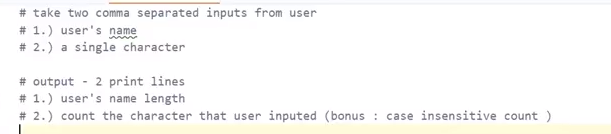 # take two comma separated inputs from user
# 1.) user's name
# 2.) a single character
# output - 2 print lines
# 1.) user's name length
# 2.) count the character that user inputed (bonus : case insensitive count )